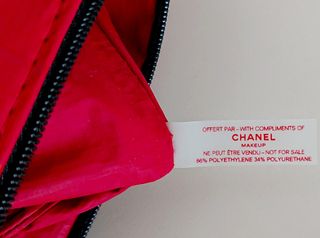 OFFERT PAR - WITH COMPLIMENTS OF
CHANEL
MAKEUP
NE PEUT ÊTRE VENDU - NOT FOR SALE
66% POLYETHYLENE 34% POLYURETHANE